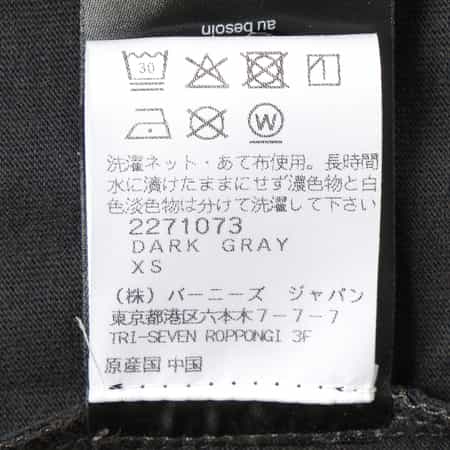 au besoin
30
W
洗濯ネット・あて布使用。長時間
水に漬けたままにせず濃色物と白
色淡色物は分けて洗濯して下さい
2271073
DARK GRAY
XS
(株) バーニーズ ジャパン
東京都港区六本木7-7-7
TRI-SEVEN ROPPONGI 3F
原産国 中国